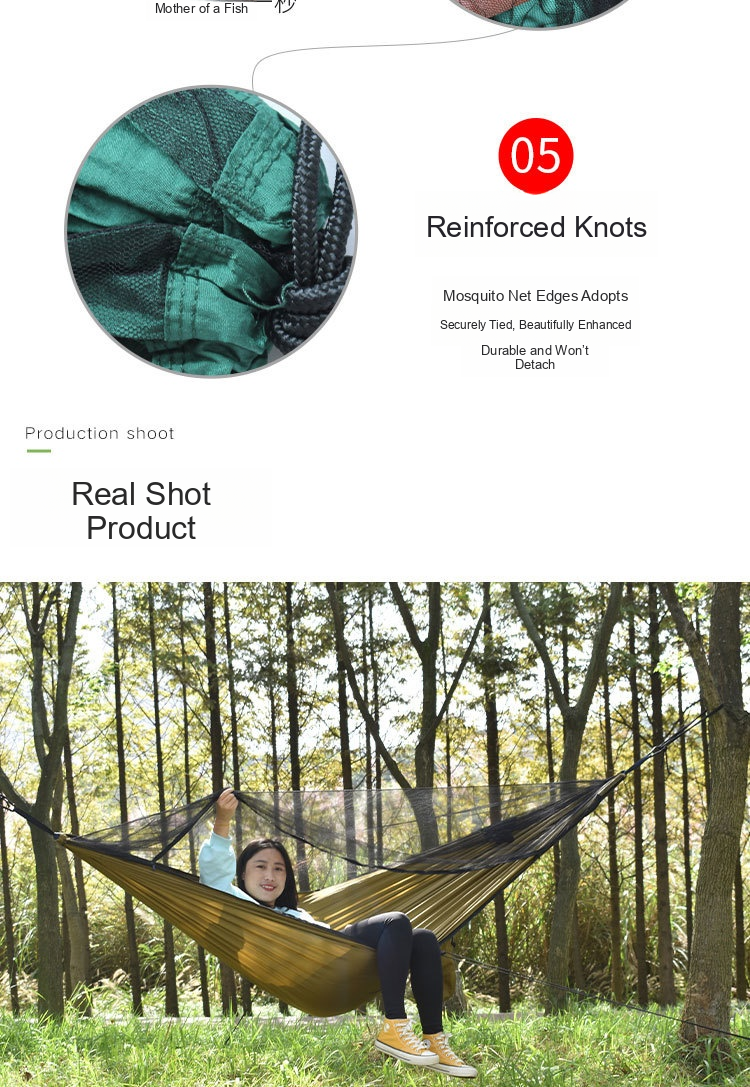 Mother of a Fish
秒
05
Reinforced Knots
Mosquito Net Edges Adopts
Securely Tied, Beautifully Enhanced
Durable and Won't
Detach
Production shoot
Real Shot
Product